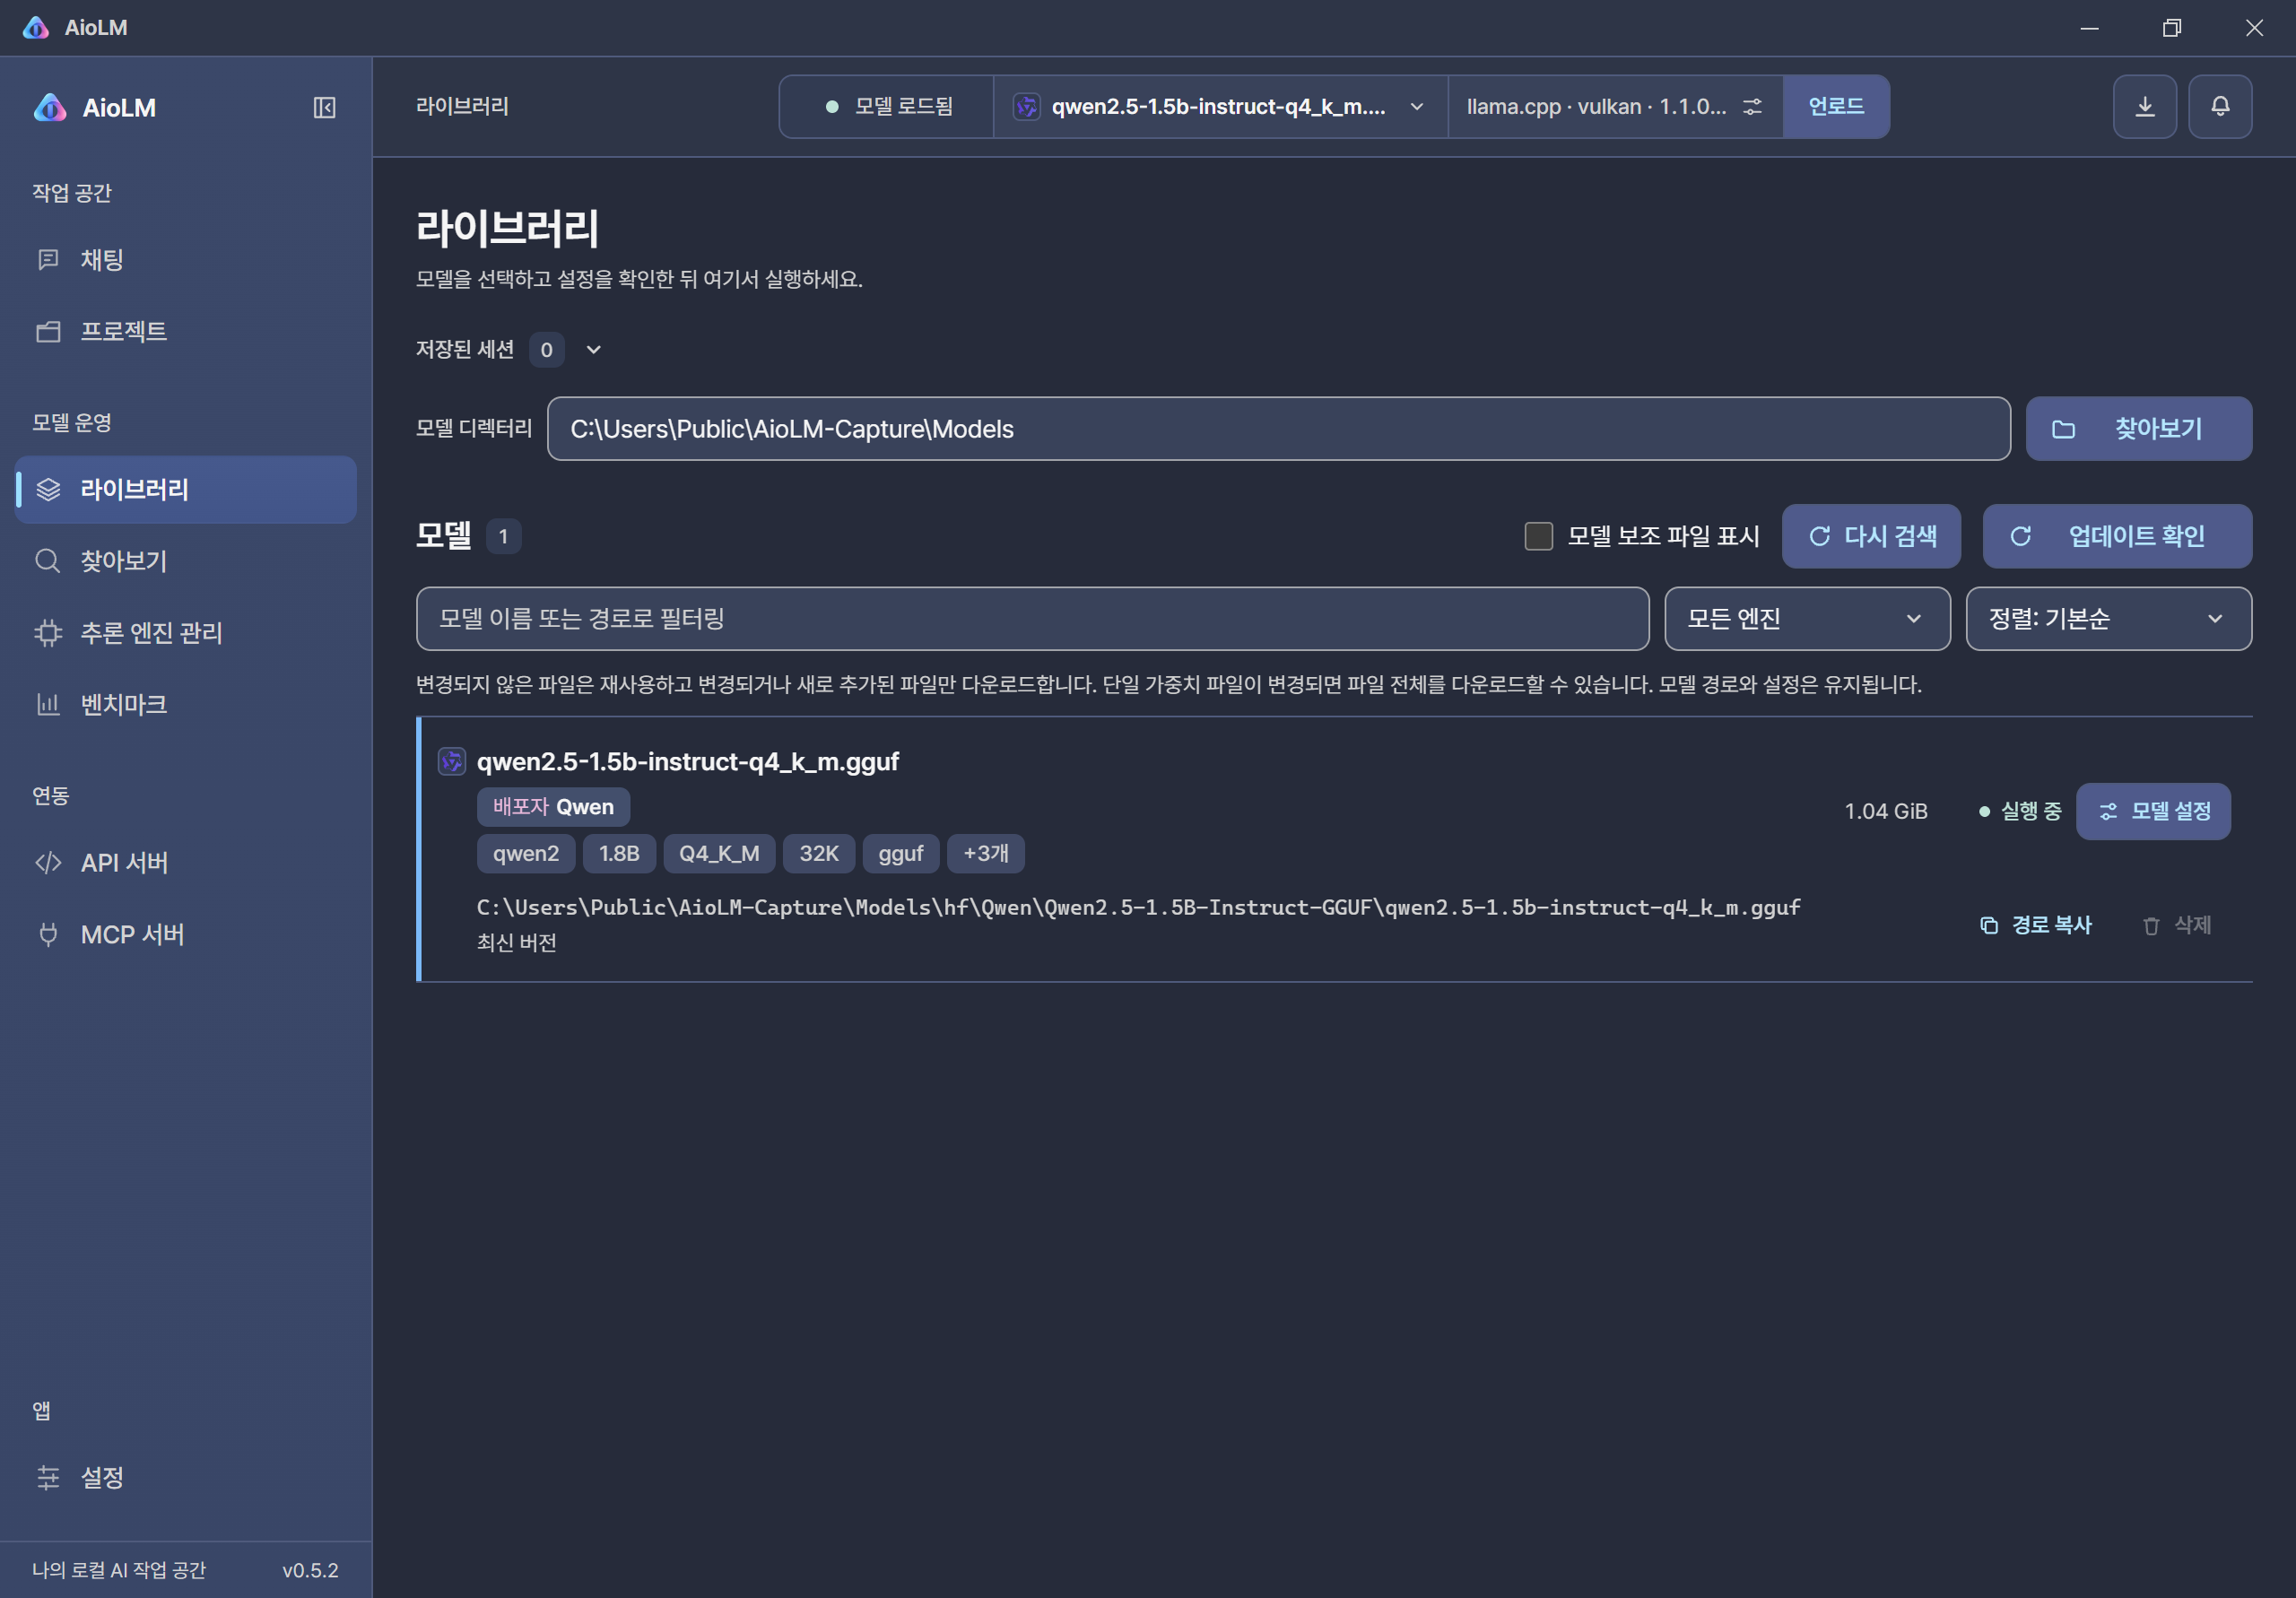 AioLM
AioLM
작업 공간
채팅
프로젝트
모델 운영
라이브러리
찾아보기
추론 엔진 관리
벤치마크
연동
API 서버
MCP 서버
앱
설정
나의 로컬 AI 작업 공간 v0.5.2
라이브러리
모델 로드됨
qwen2.5-1.5b-instruct-q4_k_m....
llama.cpp · vulkan · 1.1.0...
언로드
라이브러리
모델을 선택하고 설정을 확인한 뒤 여기서 실행하세요.
저장된 세션 0
모델 디렉터리 C:\Users\Public\AioLM-Capture\Models 찾아보기
모델 1
모델 보조 파일 표시 다시 검색 업데이트 확인
모델 이름 또는 경로로 필터링 모든 엔진 정렬: 기본순
변경되지 않은 파일은 재사용하고 변경되거나 새로 추가된 파일만 다운로드합니다. 단일 가중치 파일이 변경되면 파일 전체를 다운로드할 수 있습니다. 모델 경로와 설정은 유지됩니다.
qwen2.5-1.5b-instruct-q4_k_m.gguf
배포자 Qwen
1.04 GiB 실행 중 모델 설정
qwen2 1.8B Q4_K_M 32K gguf +3개
C:\Users\Public\AioLM-Capture\Models\hf\Qwen\Qwen2.5-1.5B-Instruct-GGUF\qwen2.5-1.5b-instruct-q4_k_m.gguf
최신 버전
경로 복사 삭제